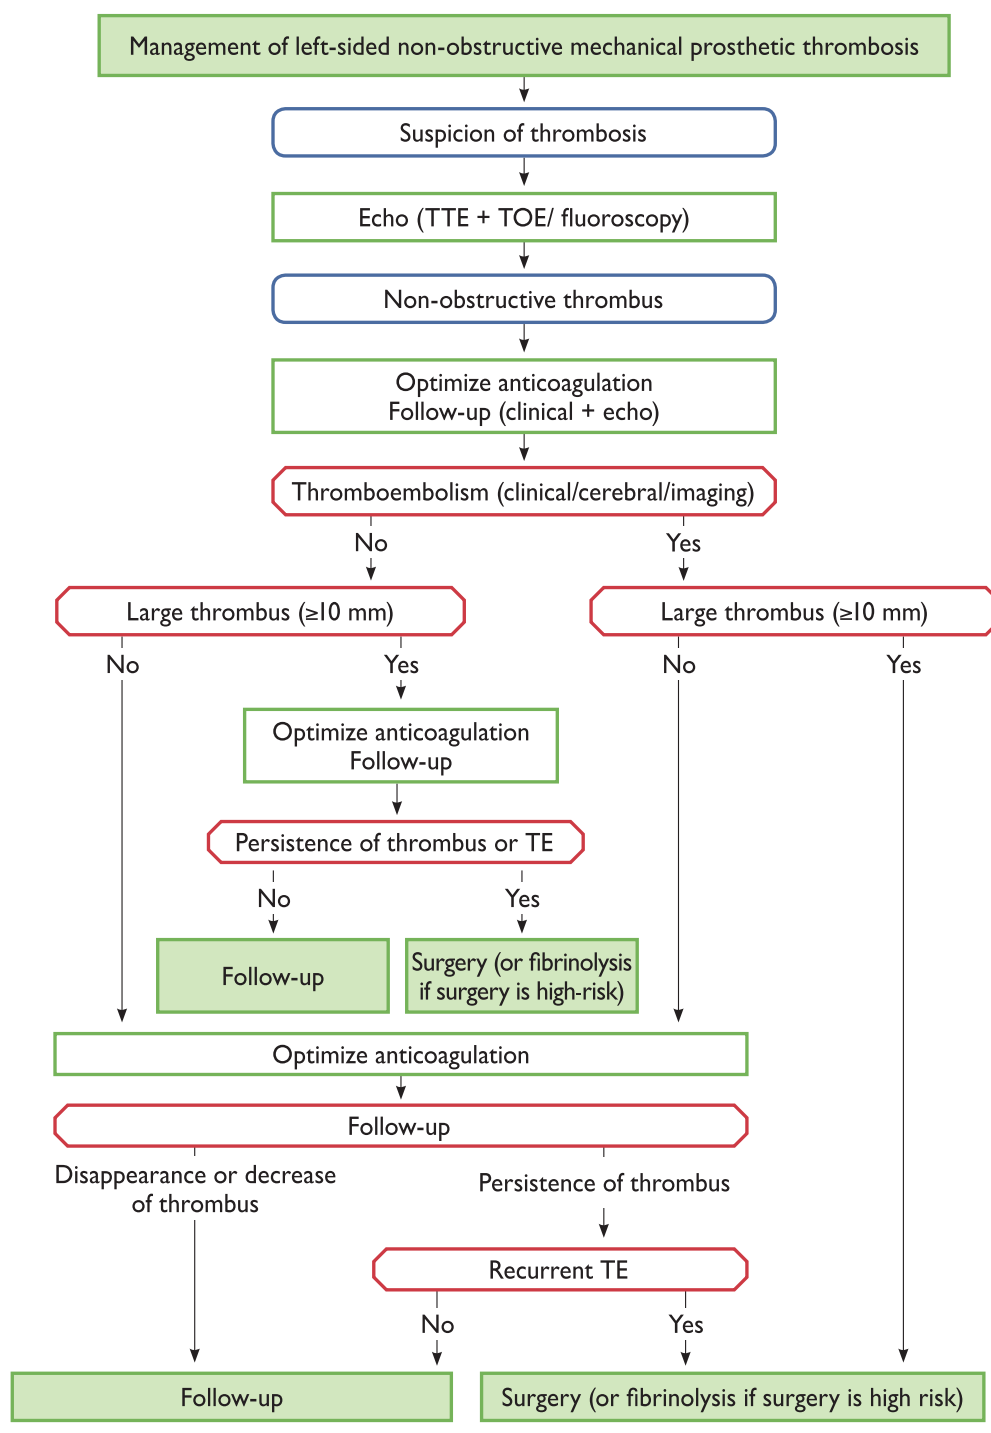 Management of left-sided non-obstructive mechanical prosthetic thrombosis
Suspicion of thrombosis
Echo (TTE + TOE/ fluoroscopy)
Non-obstructive thrombus
Optimize anticoagulation
Follow-up (clinical + echo)
Thromboembolism (clinical/cerebral/imaging)
No
Yes
Large thrombus (≥10 mm)
Large thrombus (≥10 mm)
No
Yes
No
Yes
Optimize anticoagulation
Follow-up
Persistence of thrombus or TE
No
Yes
Follow-up
Surgery (or fibrinolysis
if surgery is high-risk)
Optimize anticoagulation
Follow-up
Disappearance or decrease
of thrombus
Persistence of thrombus
Recurrent TE
No
Yes
Follow-up
Surgery (or fibrinolysis if surgery is high risk)